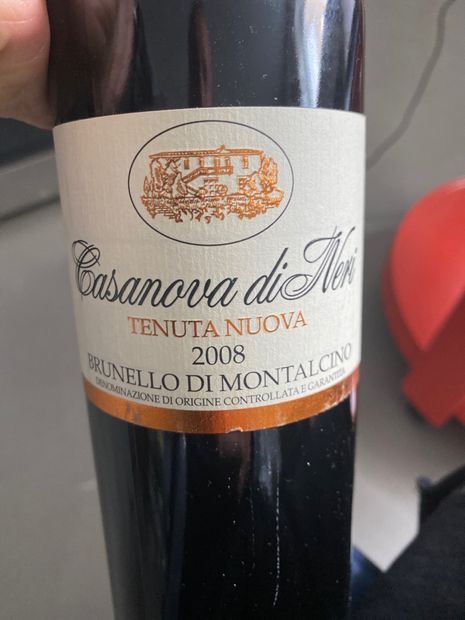 Casanova di Neri
TENUTA NUOVA
2008
BRUNELLO DI MONTALCINO
DENOMINAZIONE DI ORIGINE CONTROLLATA E GARANTITA